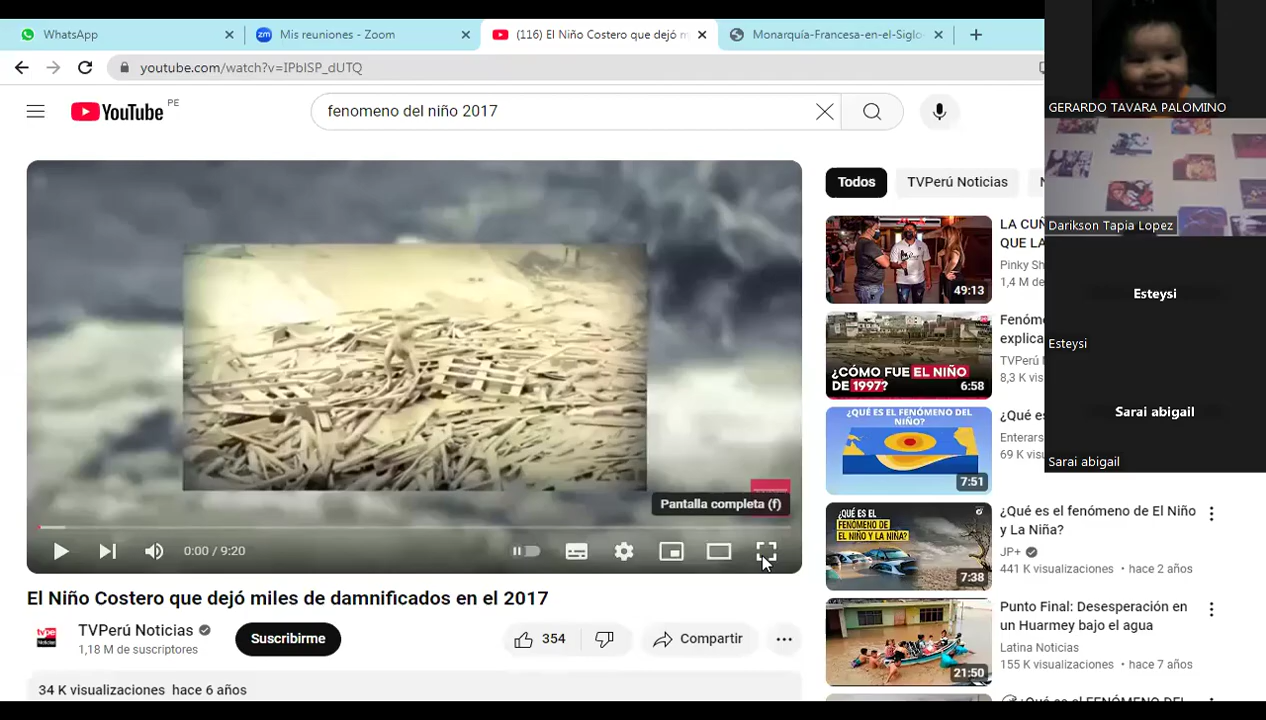 WhatsApp
Mis reuniones - Zoom
(116) El Niño Costero que dejó m
Monarquía-Francesa-en-el-Siglo-
youtube.com/watch?v=IPbISP_dUTQ
YouTube PE
fenomeno del niño 2017
GERARDO TAVARA PALOMINO
Darikson Tapia Lopez
Esteysi
Esteysi
Sarai abigail
Sarai abigail
Pantalla completa (f)
0:00 / 9:20
El Niño Costero que dejó miles de damnificados en el 2017
TVPerú Noticias
1,18 M de suscriptores
Suscribirme
354
Compartir
34 K visualizaciones hace 6 años
Todos
TVPerú Noticias
LA CUÑ
QUE LA
Pinky Sh
1,4 M de
49:13
Fenóm
explica
TVPerú
8,3 K vis
¿CÓMO FUE EL NIÑO
DE 1997?
6:58
¿QUÉ ES EL FENÓMENO DEL
NIÑO?
7:51
¿Qué es
Enterars
69 K vis
¿QUÉ ES EL
FENÓMENO DE
EL NIÑO Y LA NIÑA?
7:38
¿Qué es el fenómeno de El Niño
y La Niña?
JP+
441 K visualizaciones • hace 2 años
21:50
Punto Final: Desesperación en
un Huarmey bajo el agua
Latina Noticias
155 K visualizaciones • hace 7 años